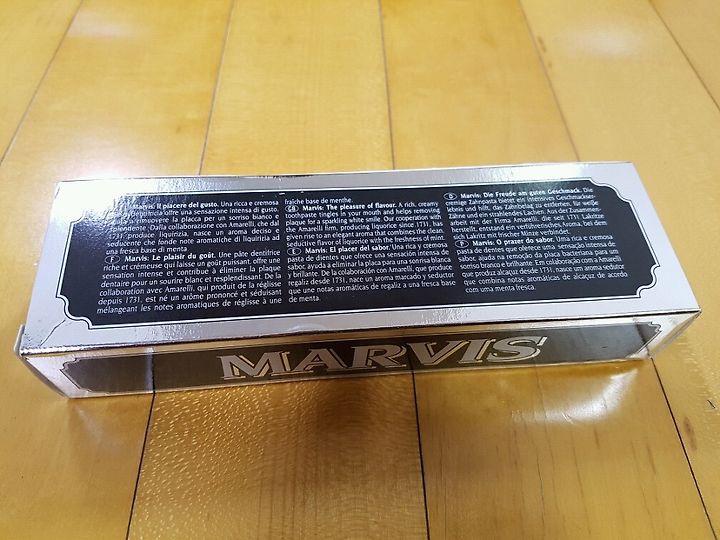 I Marvis: Il piacere del gusto. Una ricca e cremosa
offre una sensazione intensa di gusto,
rimuovere la placca per un sorriso bianco e
Dalla collaborazione con Amarelli, che dal
1731 produce liquirizia, nasce un aroma deciso e
seducente che fonde note aromatiche di liquirizia ad
una fresca base di menta
F Marvis: Le plaisir du goût. Une pâte dentifrice
riche et crémeuse qui laisse un goût puissant, offre une
sensation intense et contribue à éliminer la plaque
dentaire pour un sourire blanc et resplendissant. De la
collaboration avec Amarelli, qui produit de la réglisse
depuis 1731, est né un arôme prononcé et séduisant
mélangeant les notes aromatiques de réglisse à une
fraîche base de menthe.
GB Marvis: The pleasure of flavour. A rich, creamy
toothpaste tingles in your mouth and helps removing
plaque for a sparkling white smile. Our cooperation with
the Amarelli firm, producing liquorice since 1731, has
given rise to an elegant aroma that combines the clean,
seductive flavor of liquorice with the freshness of mint.
E Marvis: El placer del sabor. Una rica y cremosa
pasta de dientes que ofrece una sensación intensa de
sabor, ayuda a eliminar la placa para una sonrisa blanca
y brillante. De la colaboración con Amarelli, que produce
regaliz desde 1731, nace un aroma marcado y seductor
que une notas aromáticas de regaliz a una fresca base
de menta.
D Marvis: Die Freude am guten Geschmack. Die
cremige Zahnpasta bietet ein intensives Geschmackser-
lebnis und hilft, das Zahnbelag zu entfernen, für weiße
Zähne und ein strahlendes Lachen. Aus der Zusammen-
arbeit mit der Firma Amarelli, die seit 1731 Lakritze
herstellt, entstand ein verführerisches Aroma, bei dem
sich Lakritz mit frischer Minze verbindet.
P Marvis: O prazer do sabor. Uma rica e cremosa
pasta de dentes que oferece uma sensação intensa de
sabor, ajuda na remoção da placa bacteriana para um
sorriso branco e brilhante. Em colaboração com a Amarelli
que produz alcaçuz desde 1731, nasce um aroma sedutor
que combina notas aromáticas de alcaçuz de acordo
com uma menta fresca.
MARVIS